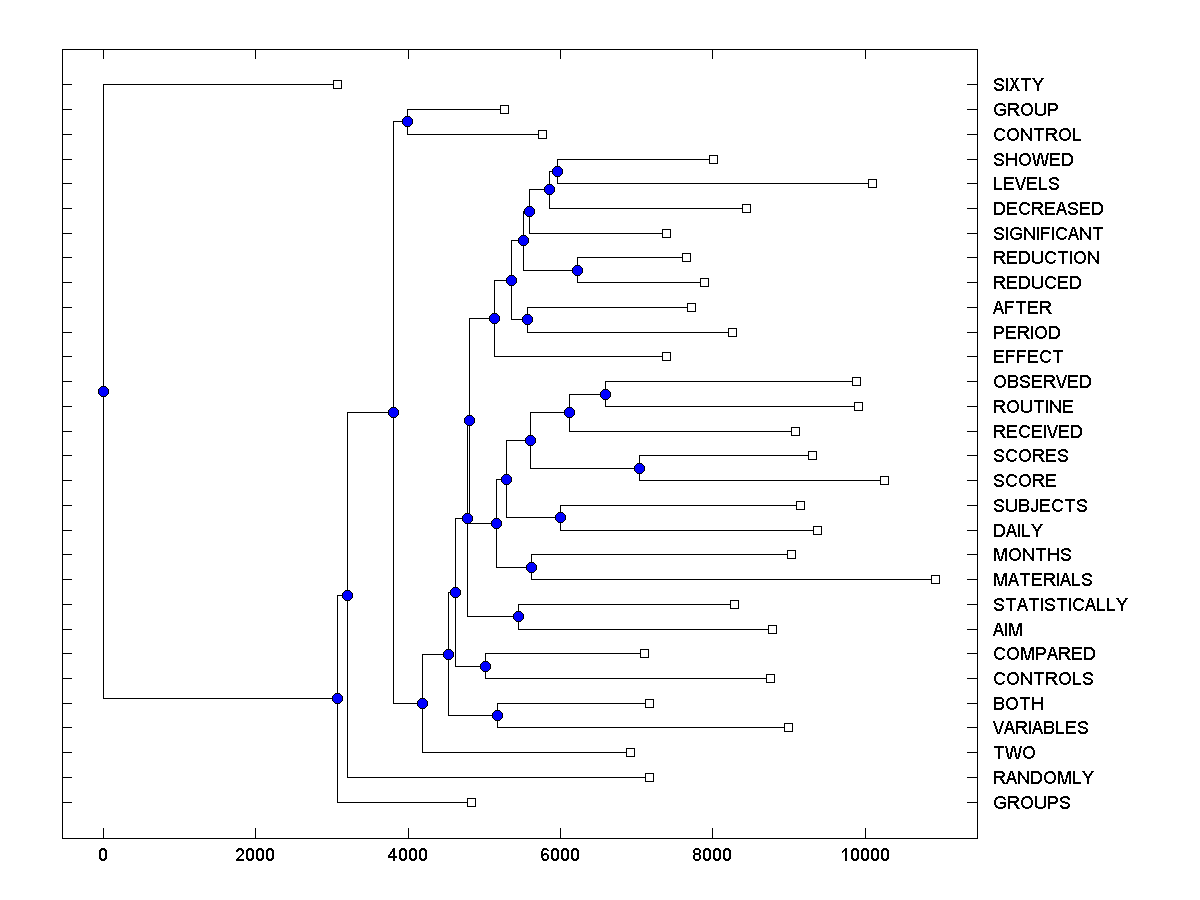 SIXTY
GROUP
CONTROL
SHOWED
LEVELS
DECREASED
SIGNIFICANT
REDUCTION
REDUCED
AFTER
PERIOD
EFFECT
OBSERVED
ROUTINE
RECEIVED
SCORES
SCORE
SUBJECTS
DAILY
MONTHS
MATERIALS
STATISTICALLY
AIM
COMPARED
CONTROLS
BOTH
VARIABLES
TWO
RANDOMLY
GROUPS
0 2000 4000 6000 8000 10000